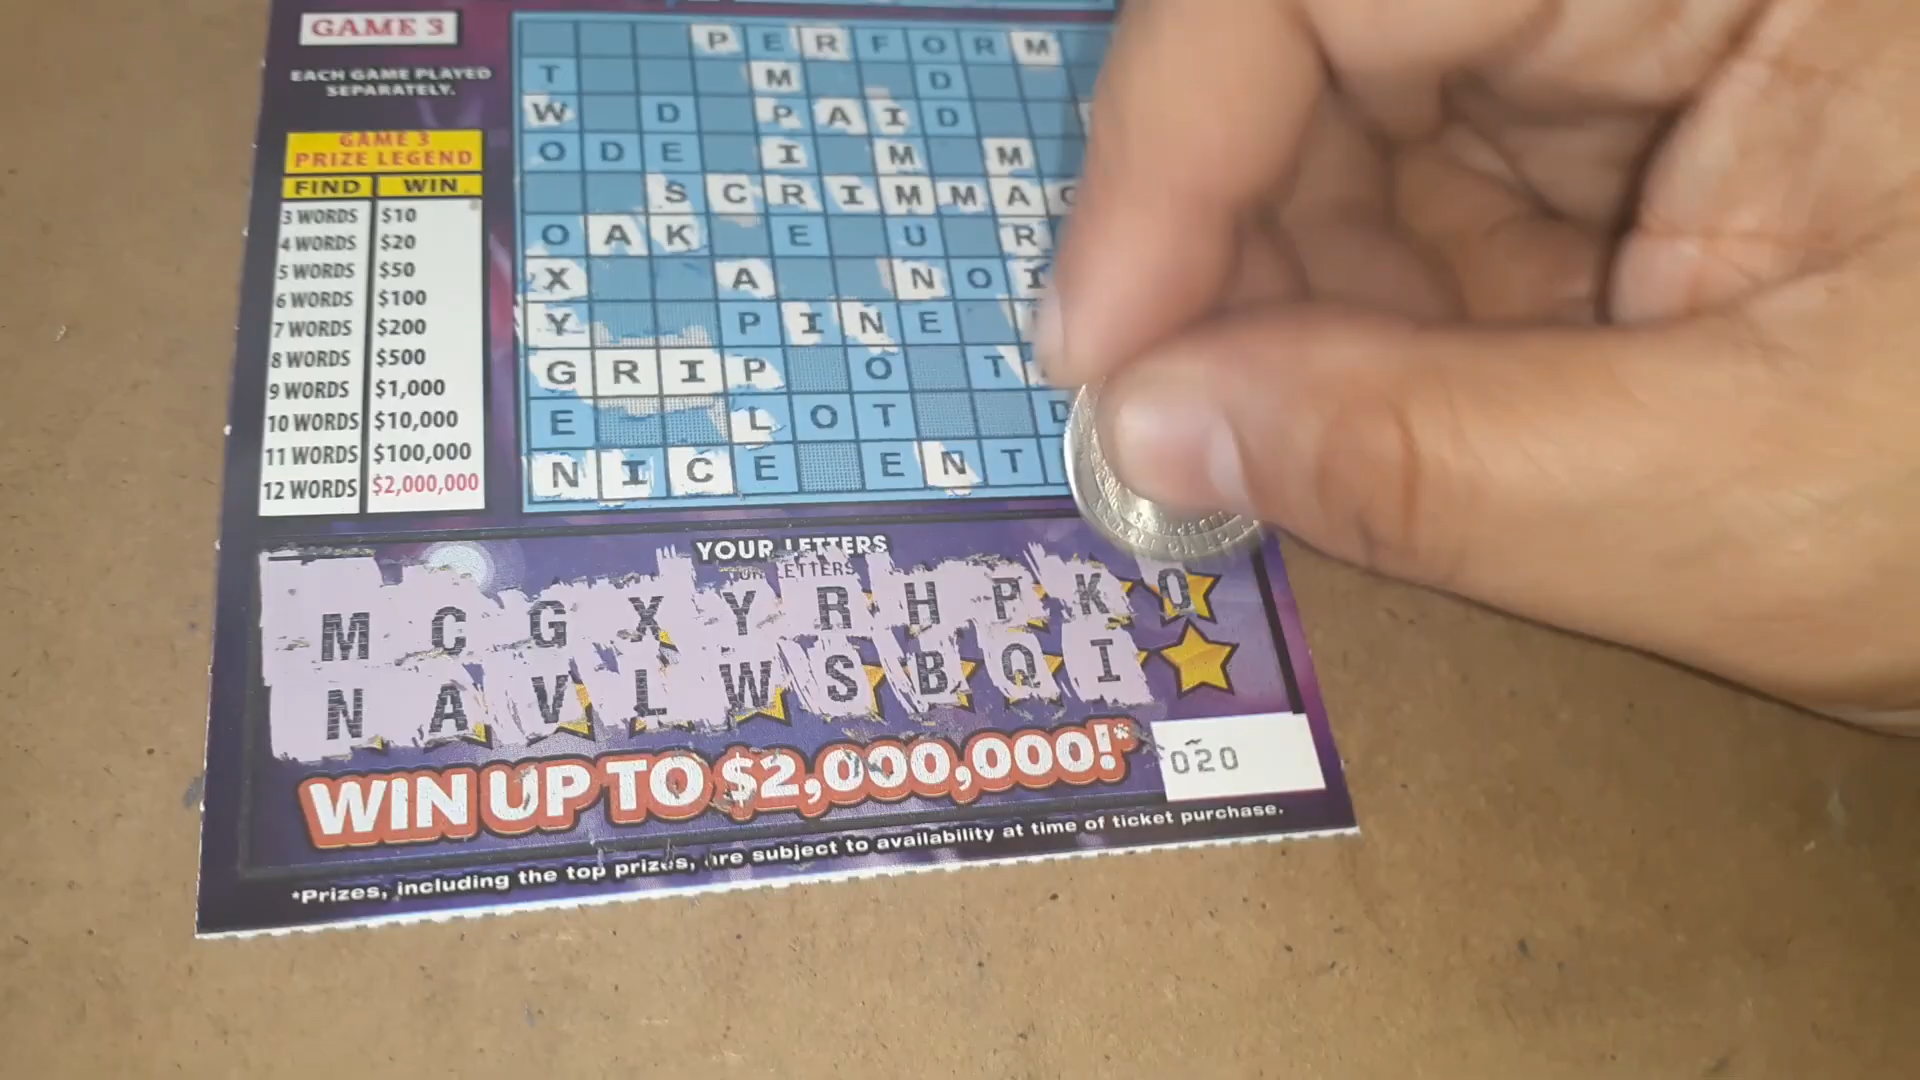 GAME 3
EACH GAME PLAYED
SEPARATELY.
GAME 3
PRIZE LEGEND
FIND WIN
3 WORDS $10
4 WORDS $20
5 WORDS $50
6 WORDS $100
7 WORDS $200
8 WORDS $500
9 WORDS $1,000
10 WORDS $10,000
11 WORDS $100,000
12 WORDS $2,000,000
P E R F O R M
T M D
W D P A I D
O D E I M M
S C R I M M A
O A K E U R
X A N O I
Y P I N E
G R I P O T
E L O T D
N I C E E N T
YOUR LETTERS
LETTERS
M C G X Y R H P K
N A V L W S B Q I
WIN UP TO $2,000,000!*
020
*Prizes, including the top prizes, are subject to availability at time of ticket purchase.